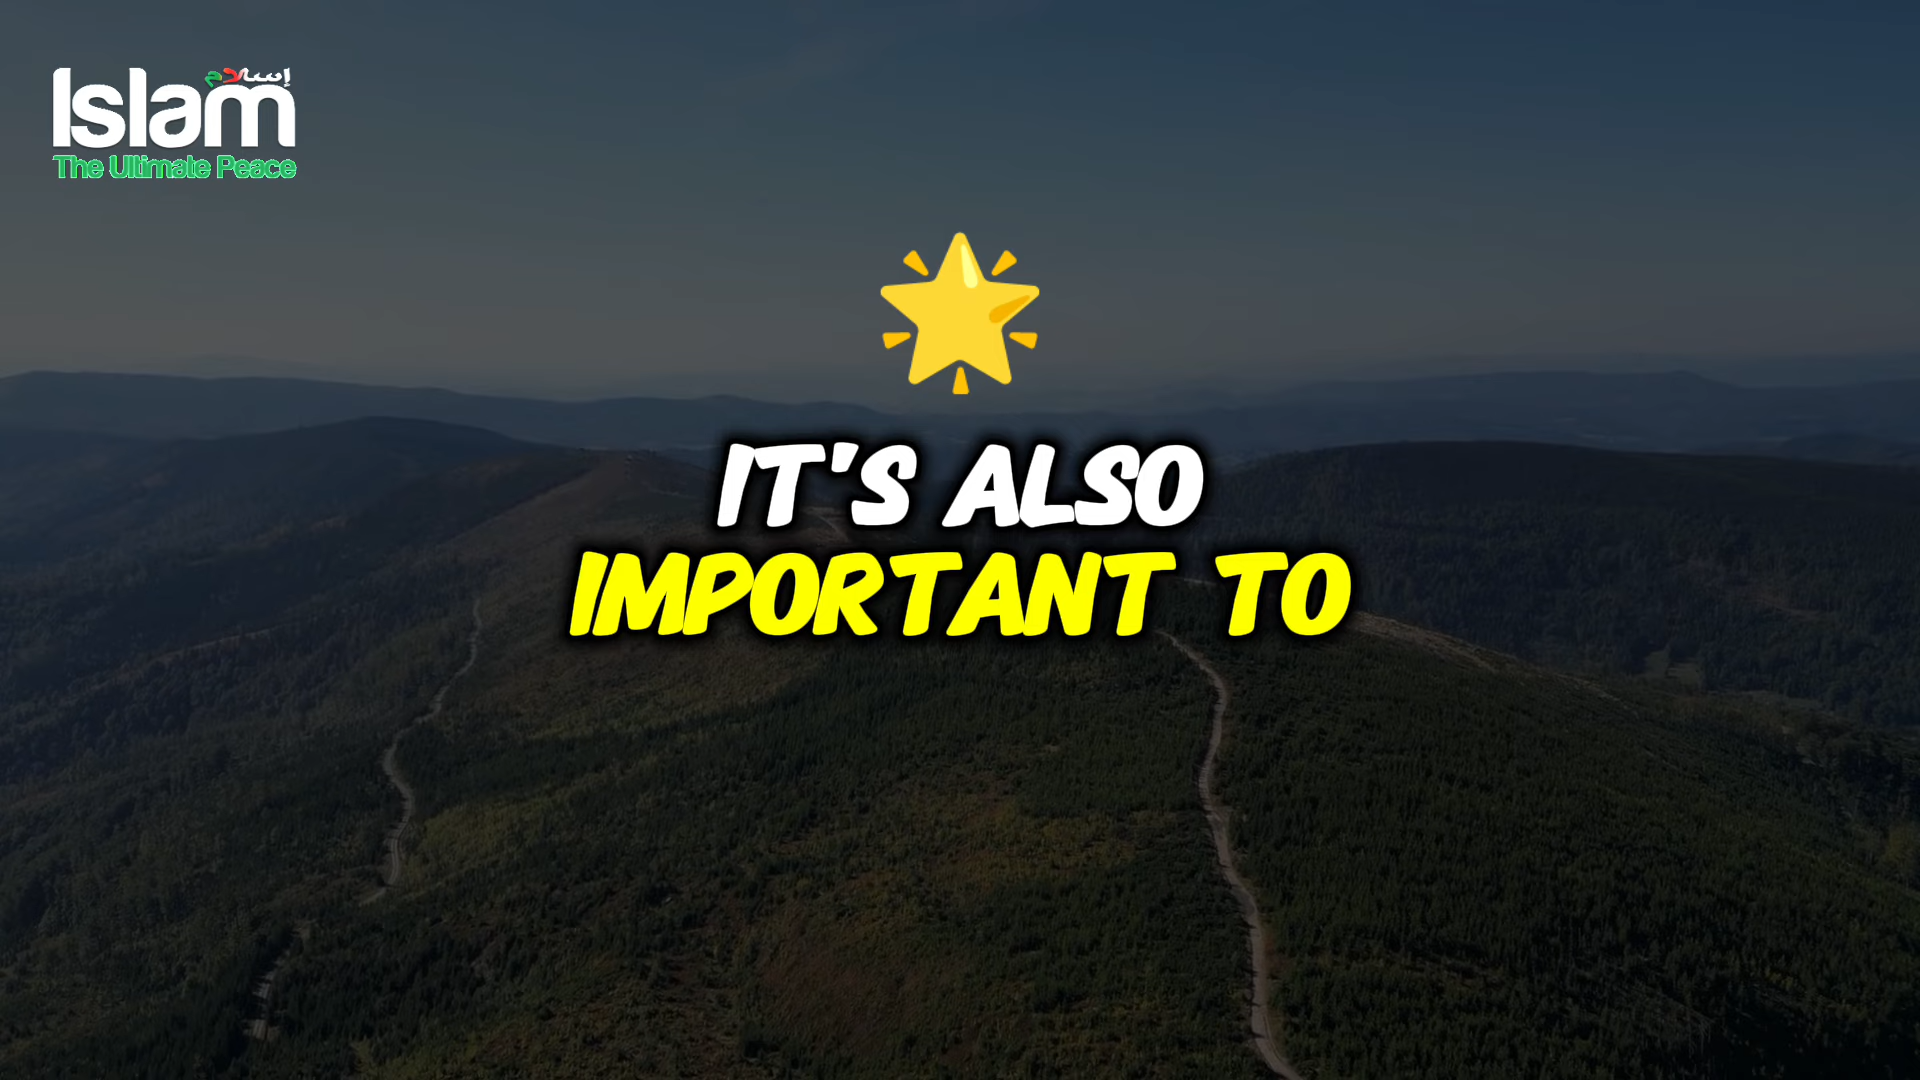 إسلام
Islam
The Ultimate Peace
IT'S ALSO
IMPORTANT TO